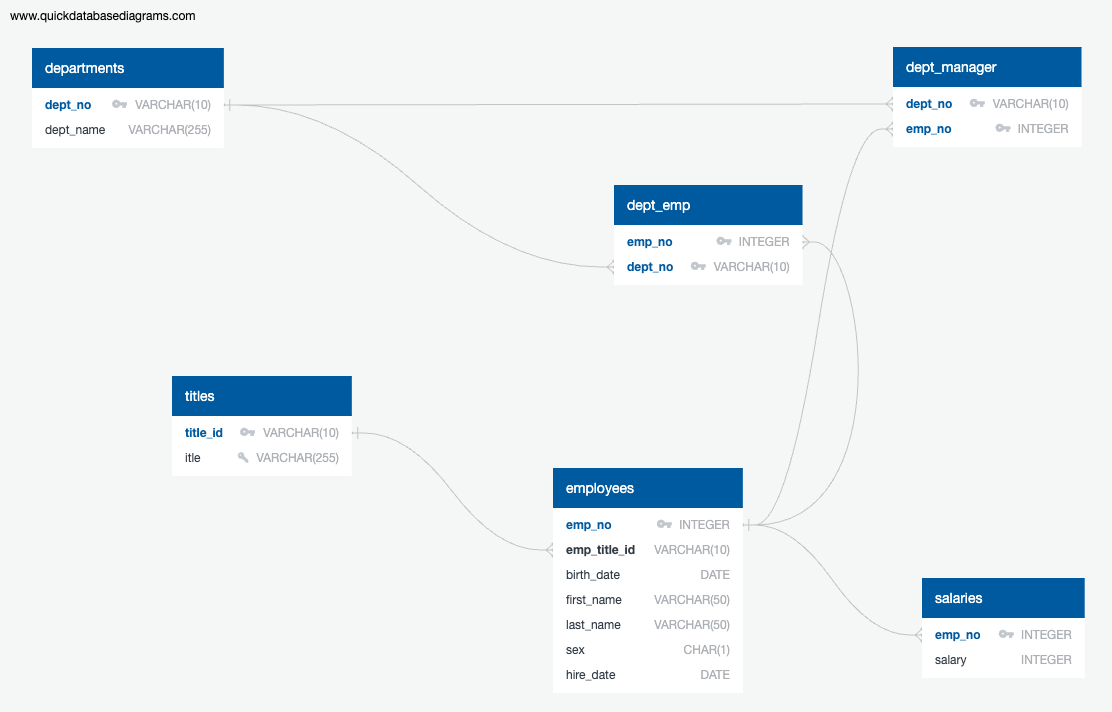 www.quickdatabasediagrams.com
departments
dept_no VARCHAR(10)
dept_name VARCHAR(255)
dept_manager
dept_no VARCHAR(10)
emp_no INTEGER
dept_emp
emp_no INTEGER
dept_no VARCHAR(10)
titles
title_id VARCHAR(10)
itle VARCHAR(255)
employees
emp_no INTEGER
emp_title_id VARCHAR(10)
birth_date DATE
first_name VARCHAR(50)
last_name VARCHAR(50)
sex CHAR(1)
hire_date DATE
salaries
emp_no INTEGER
salary INTEGER